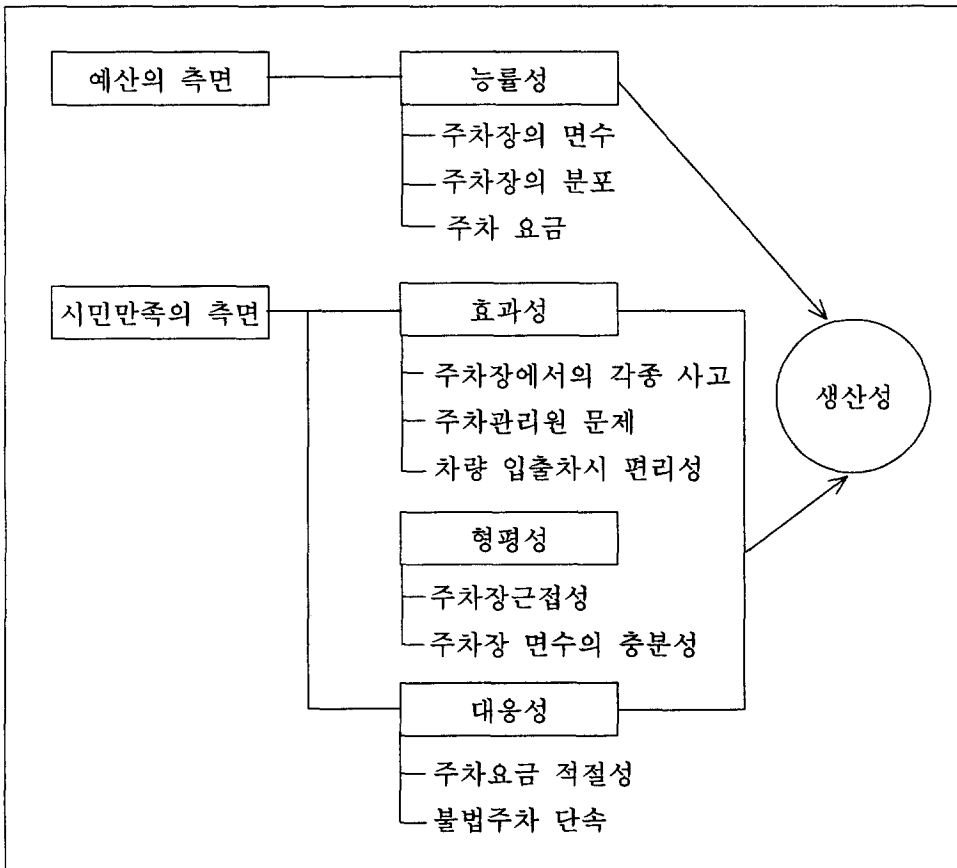 예산의 측면
능률성
주차장의 면수
주차장의 분포
주차 요금
시민만족의 측면
효과성
주차장에서의 각종 사고
주차관리원 문제
차량 입출차시 편리성
형평성
주차장근접성
주차장 면수의 충분성
대응성
주차요금 적절성
불법주차 단속
생산성